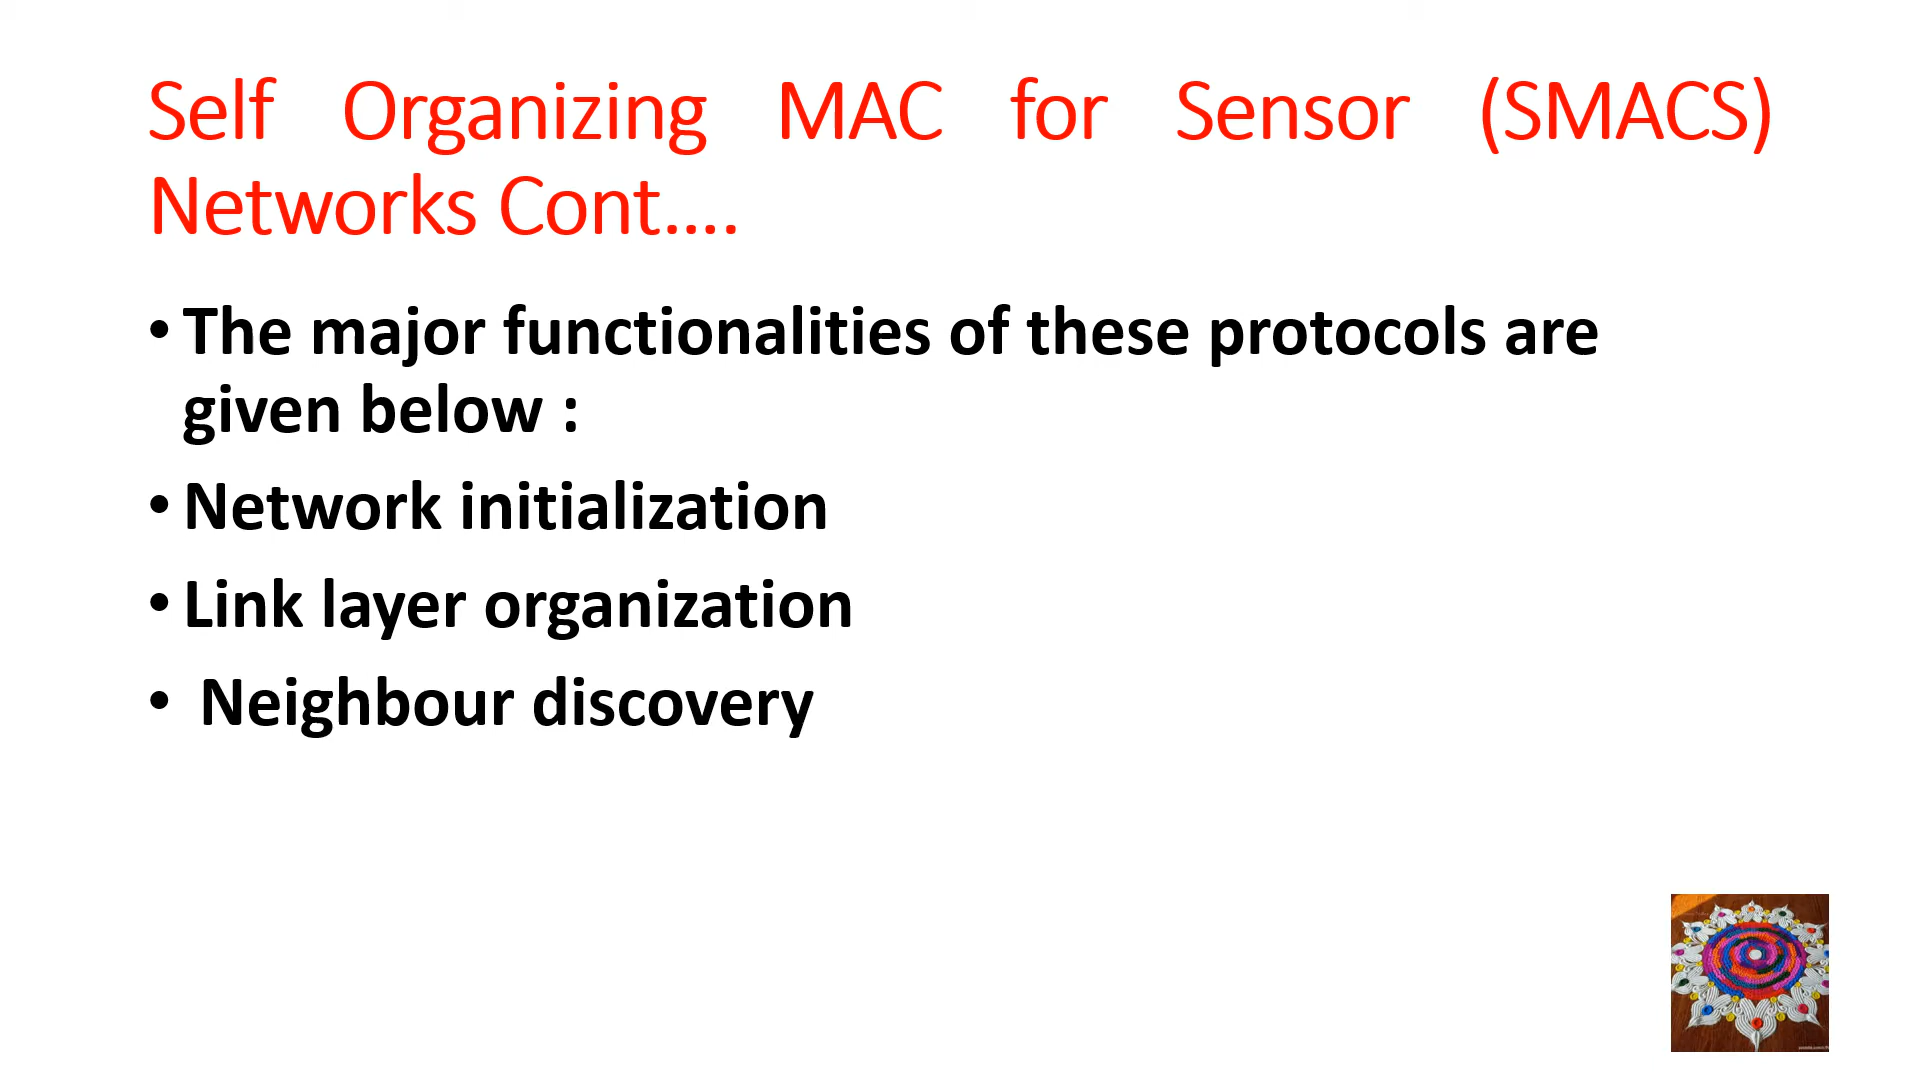 Self Organizing MAC for Sensor (SMACS)
Networks Cont....
• The major functionalities of these protocols are
given below :
• Network initialization
• Link layer organization
• Neighbour discovery